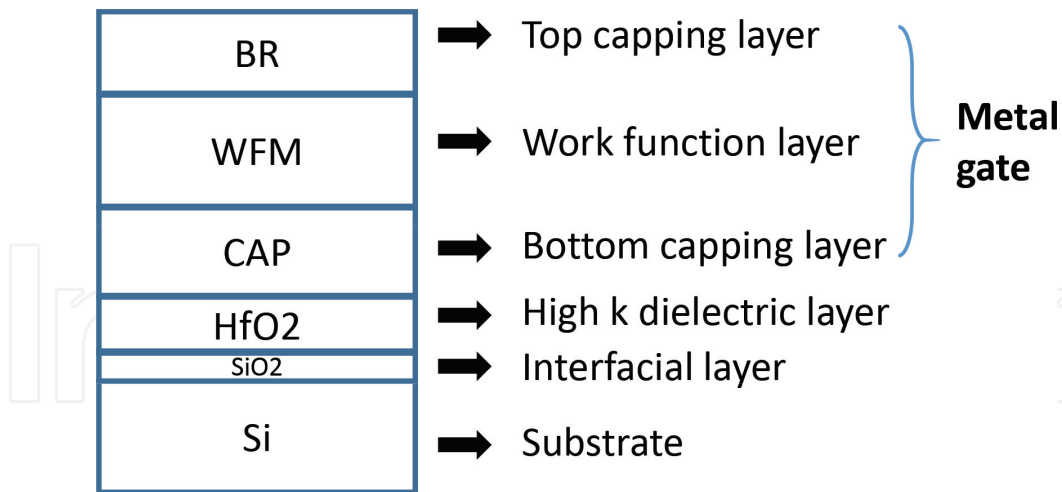 BR
Top capping layer
WFM
Work function layer
Metal
gate
CAP
Bottom capping layer
HfO2
High k dielectric layer
SiO2
Interfacial layer
Si
Substrate